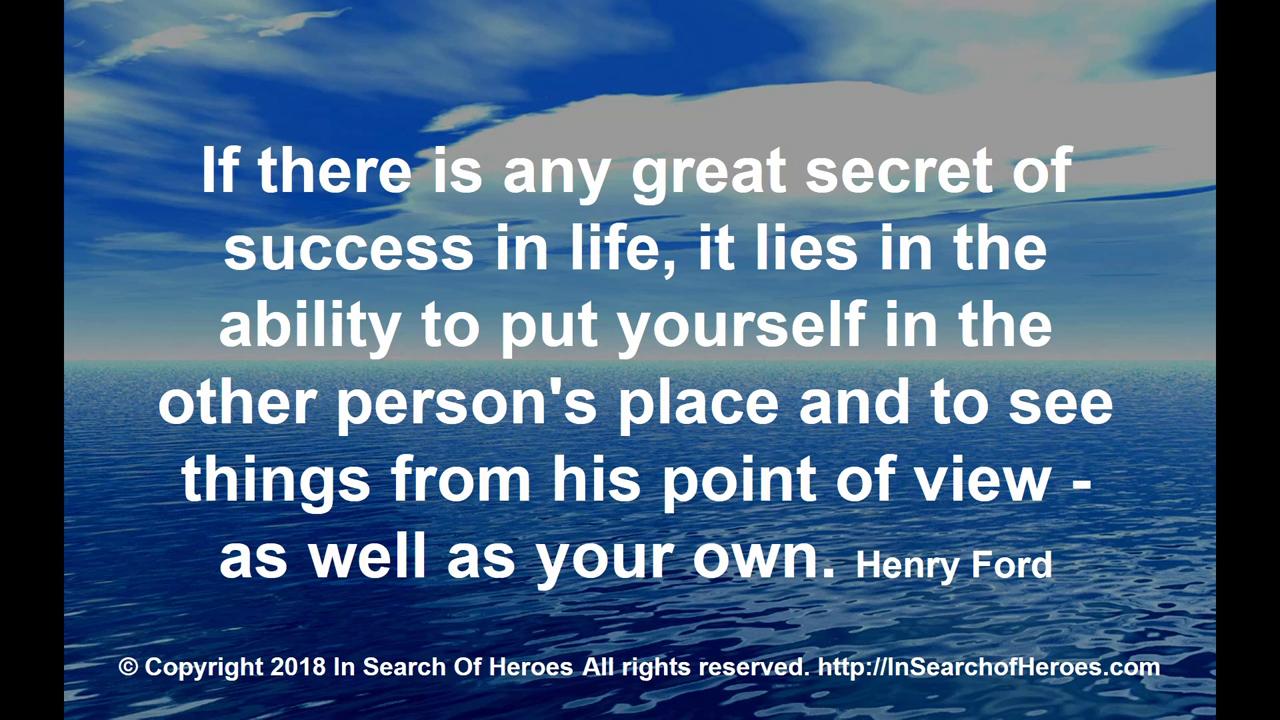 If there is any great secret of
success in life, it lies in the
ability to put yourself in the
other person's place and to see
things from his point of view -
as well as your own. Henry Ford
© Copyright 2018 In Search Of Heroes All rights reserved. http://InSearchofHeroes.com